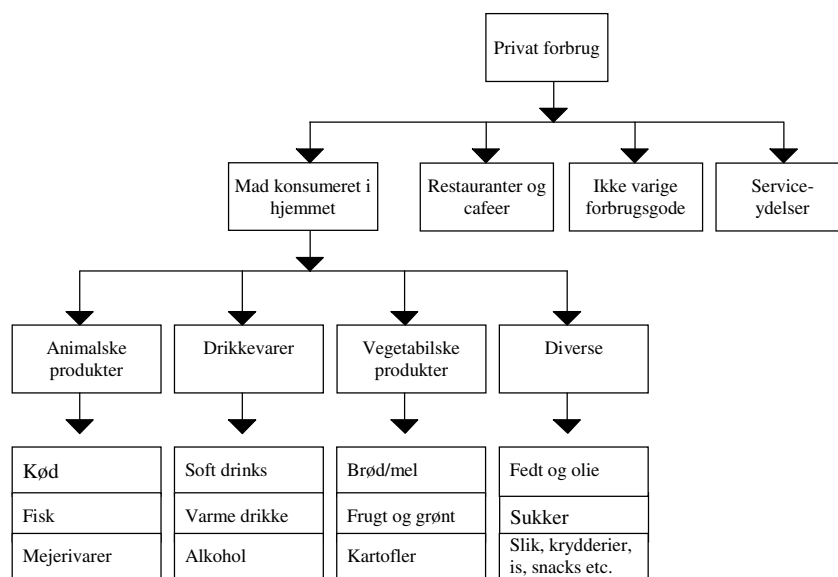 Privat forbrug
Mad konsumeret i
hjemmet
Restauranter og
cafeer
Ikke varige
forbrugsgode
Service-
ydelser
Animalske
produkter
Drikkevarer
Vegetabilske
produkter
Diverse
Kød
Fisk
Mejerivarer
Soft drinks
Varme drikke
Alkohol
Brød/mel
Frugt og grønt
Kartofler
Fedt og olie
Sukker
Slik, krydderier,
is, snacks etc.